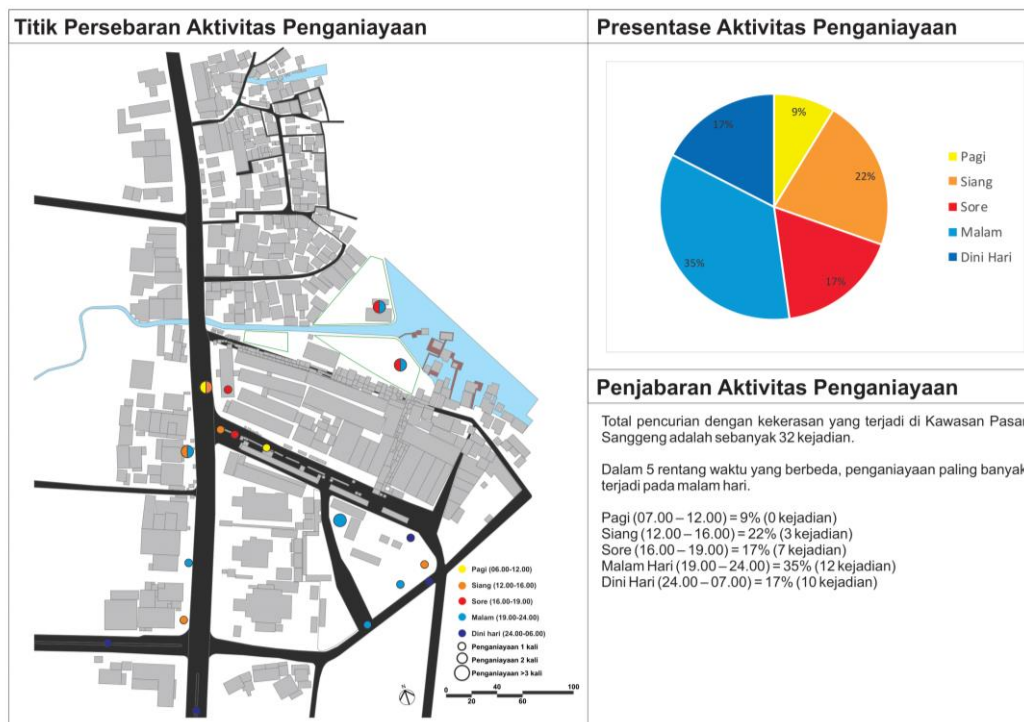 Titik Persebaran Aktivitas Penganiayaan
Pagi (06.00-12.00)
Siang (12.00-16.00)
Sore (16.00-19.00)
Malam (19.00-24.00)
Dini hari (24.00-06.00)
Penganiayaan 1 kali
Penganiayaan 2 kali
Penganiayaan >3 kali
0 40 100
20 60
Presentase Aktivitas Penganiayaan
9%
22%
17%
35%
17%
Pagi
Siang
Sore
Malam
Dini Hari
Penjabaran Aktivitas Penganiayaan
Total pencurian dengan kekerasan yang terjadi di Kawasan Pasar
Sanggeng adalah sebanyak 32 kejadian.
Dalam 5 rentang waktu yang berbeda, penganiayaan paling banyak
terjadi pada malam hari.
Pagi (07.00 – 12.00) = 9% (0 kejadian)
Siang (12.00 – 16.00) = 22% (3 kejadian)
Sore (16.00 – 19.00) = 17% (7 kejadian)
Malam Hari (19.00 – 24.00) = 35% (12 kejadian)
Dini Hari (24.00 – 07.00) = 17% (10 kejadian)